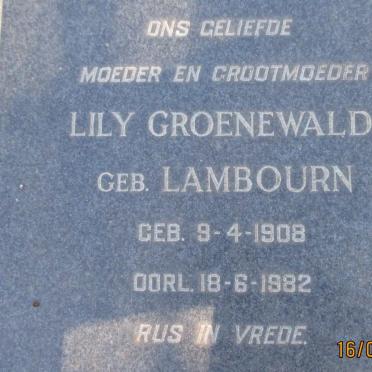 ONS GELIEFDE
MOEDER EN GROOTMOEDER
LILY GROENEWALD
GEB. LAMBOURN
GEB. 9-4-1908
OORL. 18-6-1982
RUS IN VREDE.